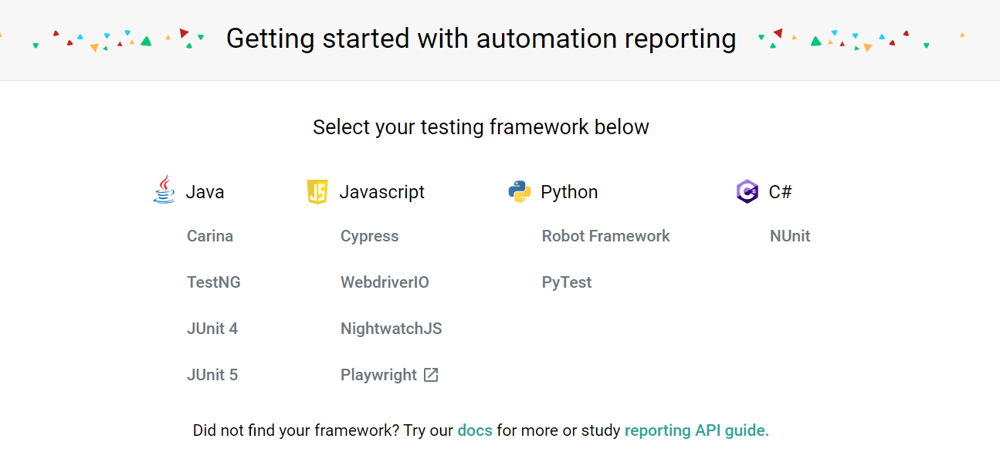 Getting started with automation reporting
Select your testing framework below
Java
Carina
TestNG
JUnit 4
JUnit 5
JS Javascript
Cypress
WebdriverIO
NightwatchJS
Playwright
Python
Robot Framework
PyTest
C# C#
NUnit
Did not find your framework? Try our docs for more or study reporting API guide.